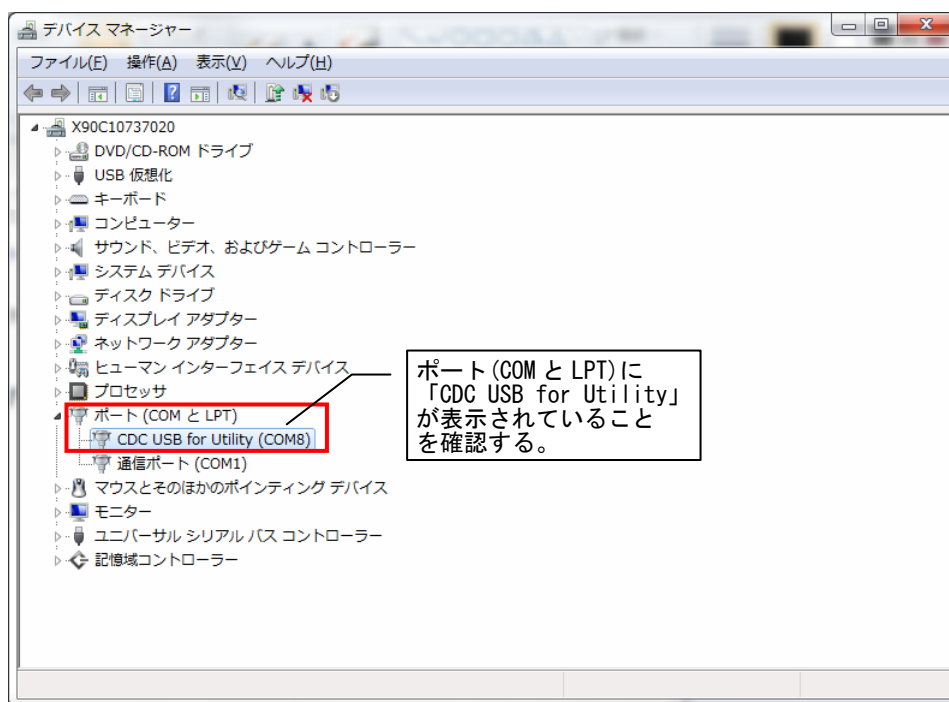 デバイス マネージャー
ファイル(F) 操作(A) 表示(V) ヘルプ(H)
X90C10737020
DVD/CD-ROM ドライブ
USB 仮想化
キーボード
コンピューター
サウンド、ビデオ、およびゲーム コントローラー
システム デバイス
ディスク ドライブ
ディスプレイ アダプター
ネットワーク アダプター
ヒューマン インターフェイス デバイス
プロセッサ
ポート (COM と LPT)
CDC USB for Utility (COM8)
通信ポート (COM1)
マウスとそのほかのポインティング デバイス
モニター
ユニバーサル シリアル バス コントローラー
記憶域コントローラー
ポート(COM と LPT)に
「CDC USB for Utility」
が表示されていること
を確認する。